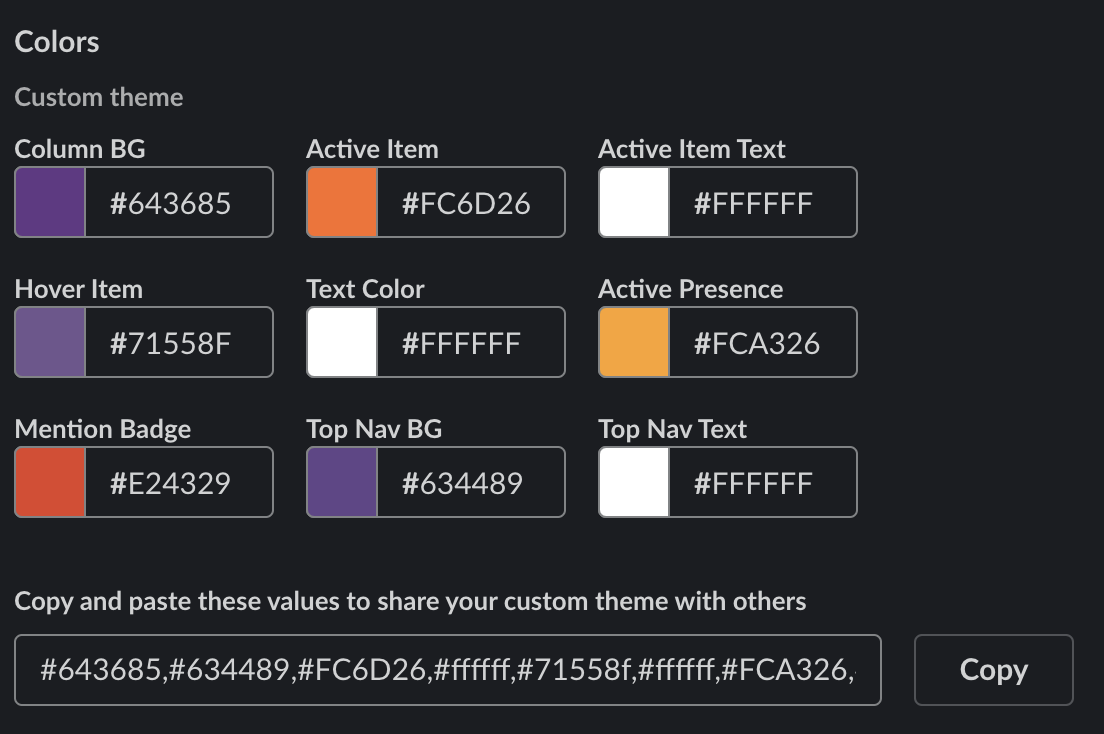 Colors
Custom theme
Column BG Active Item Active Item Text
#643685 #FC6D26 #FFFFFF
Hover Item Text Color Active Presence
#71558F #FFFFFF #FCA326
Mention Badge Top Nav BG Top Nav Text
#E24329 #634489 #FFFFFF
Copy and paste these values to share your custom theme with others
#643685,#634489,#FC6D26,#ffffff,#71558f,#ffffff,#FCA326, Copy